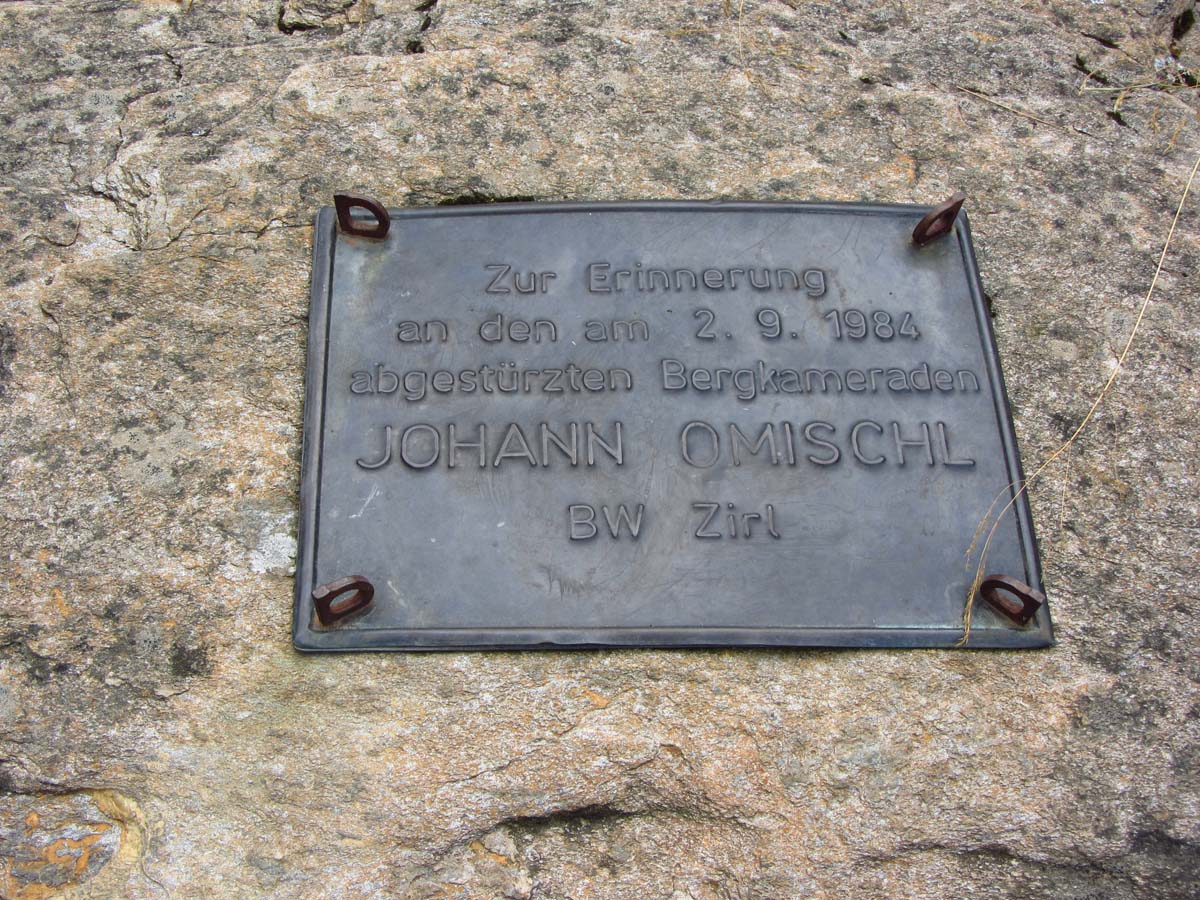 Zur Erinnerung
an den am 2. 9. 1984
abgestürzten Bergkameraden
JOHANN OMISCHL
BW Zirl